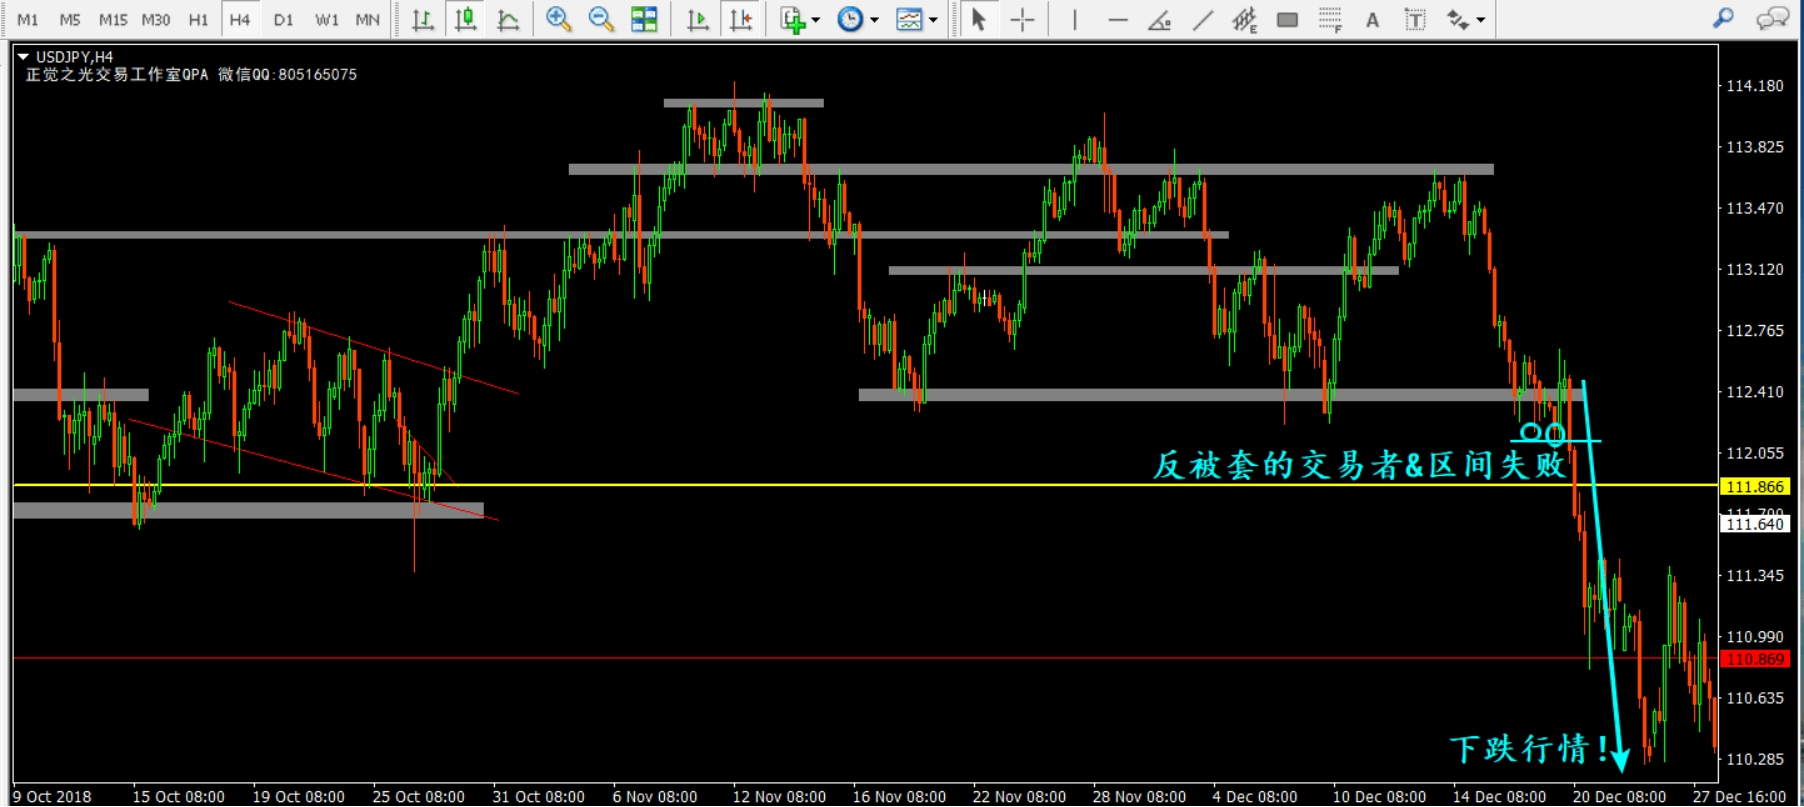 M1 M5 M15 M30 H1 H4 D1 W1 MN
E F A T
USDJPY,H4
正觉之光交易工作室QPA 微信QQ:805165075
114.180
113.825
113.470
113.120
112.765
112.410
112.055
反被套的交易者&区间失败
111.866
111.700
111.640
111.345
110.990
110.869
110.635
下跌行情!
110.285
9 Oct 2018 15 Oct 08:00 19 Oct 08:00 25 Oct 08:00 31 Oct 08:00 6 Nov 08:00 12 Nov 08:00 16 Nov 08:00 22 Nov 08:00 28 Nov 08:00 4 Dec 08:00 10 Dec 08:00 14 Dec 08:00 20 Dec 08:00 27 Dec 16:00